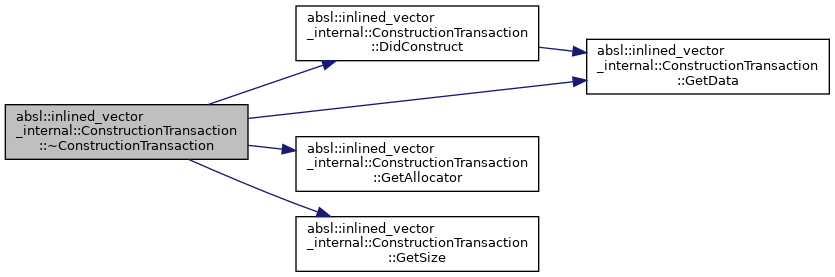 absl::inlined_vector
_internal::ConstructionTransaction
::~ConstructionTransaction
absl::inlined_vector
_internal::ConstructionTransaction
::DidConstruct
absl::inlined_vector
_internal::ConstructionTransaction
::GetData
absl::inlined_vector
_internal::ConstructionTransaction
::GetAllocator
absl::inlined_vector
_internal::ConstructionTransaction
::GetSize